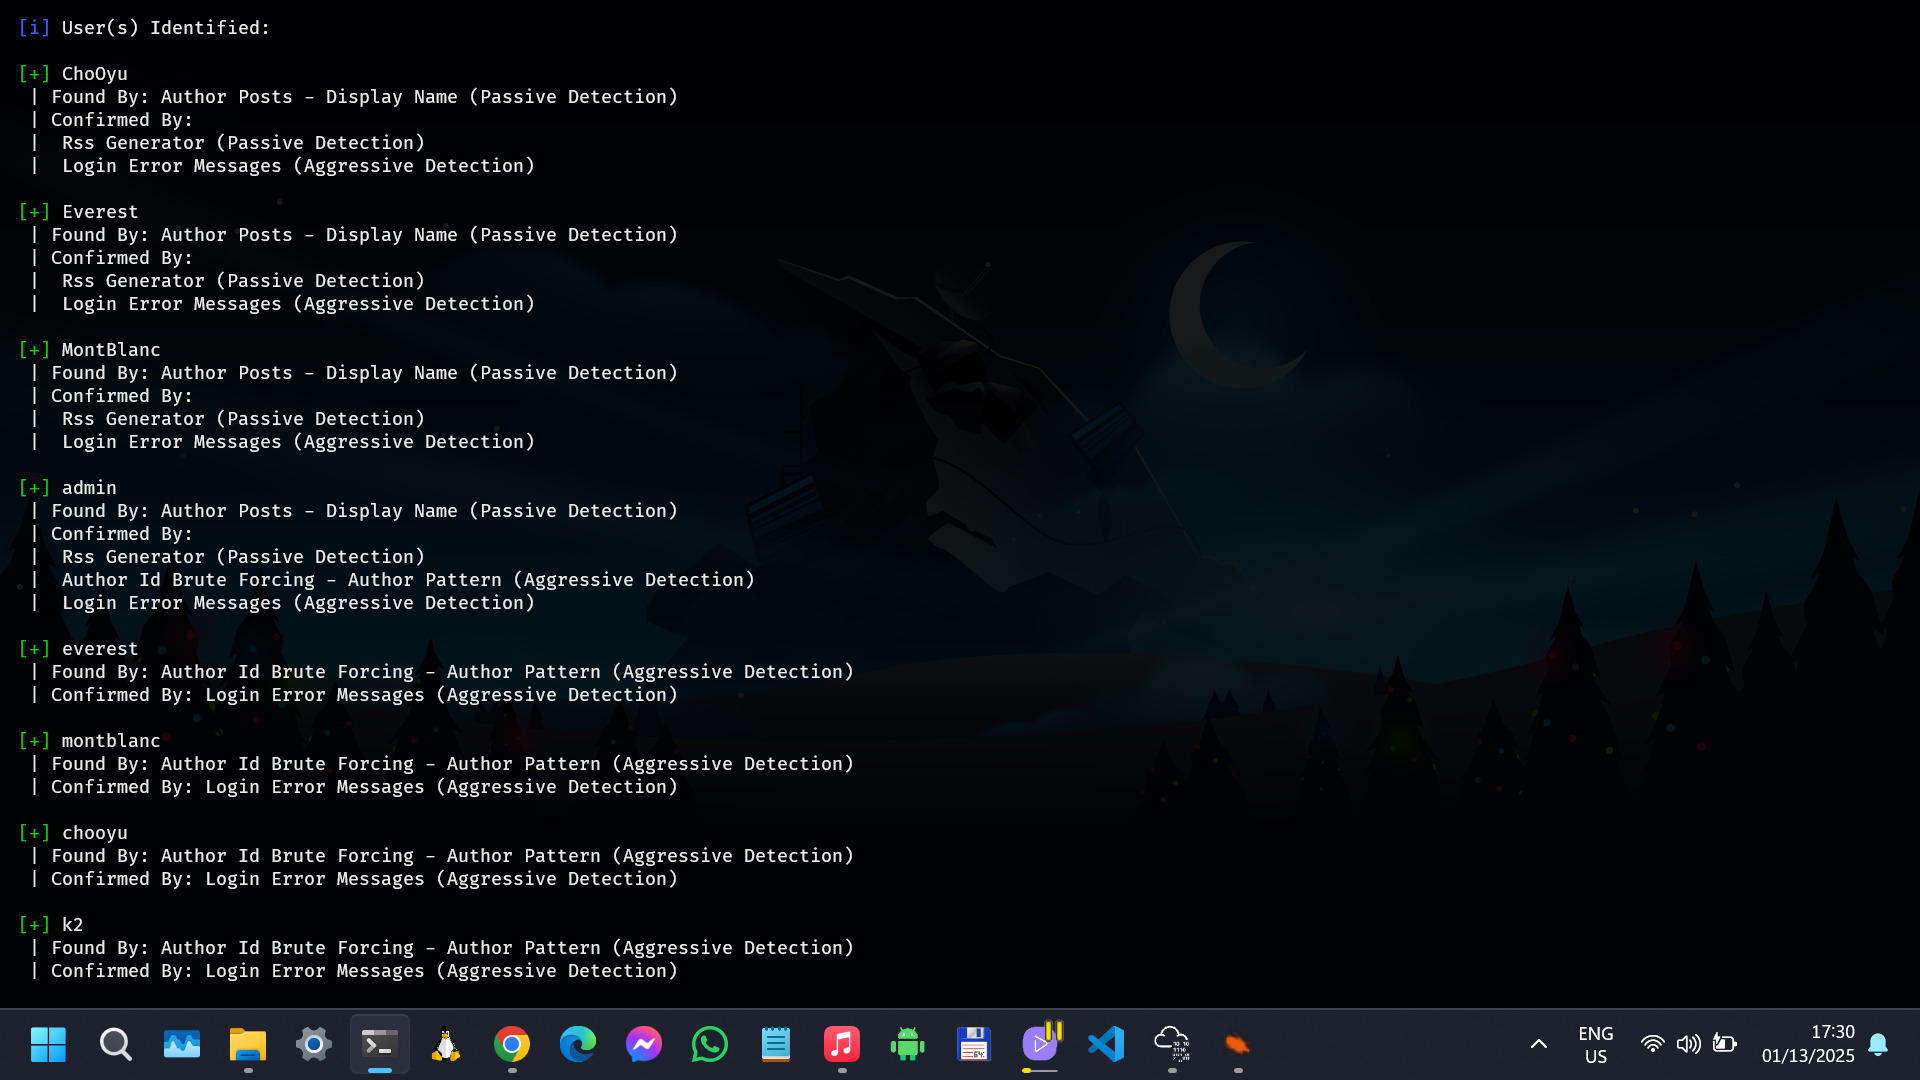 [i] User(s) Identified:
[+] ChoOyu
| Found By: Author Posts - Display Name (Passive Detection)
| Confirmed By:
|  Rss Generator (Passive Detection)
|  Login Error Messages (Aggressive Detection)
[+] Everest
| Found By: Author Posts - Display Name (Passive Detection)
| Confirmed By:
|  Rss Generator (Passive Detection)
|  Login Error Messages (Aggressive Detection)
[+] MontBlanc
| Found By: Author Posts - Display Name (Passive Detection)
| Confirmed By:
|  Rss Generator (Passive Detection)
|  Login Error Messages (Aggressive Detection)
[+] admin
| Found By: Author Posts - Display Name (Passive Detection)
| Confirmed By:
|  Rss Generator (Passive Detection)
|  Author Id Brute Forcing - Author Pattern (Aggressive Detection)
|  Login Error Messages (Aggressive Detection)
[+] everest
| Found By: Author Id Brute Forcing - Author Pattern (Aggressive Detection)
| Confirmed By: Login Error Messages (Aggressive Detection)
[+] montblanc
| Found By: Author Id Brute Forcing - Author Pattern (Aggressive Detection)
| Confirmed By: Login Error Messages (Aggressive Detection)
[+] chooyu
| Found By: Author Id Brute Forcing - Author Pattern (Aggressive Detection)
| Confirmed By: Login Error Messages (Aggressive Detection)
[+] k2
| Found By: Author Id Brute Forcing - Author Pattern (Aggressive Detection)
| Confirmed By: Login Error Messages (Aggressive Detection)
ENG
US
17:30
01/13/2025